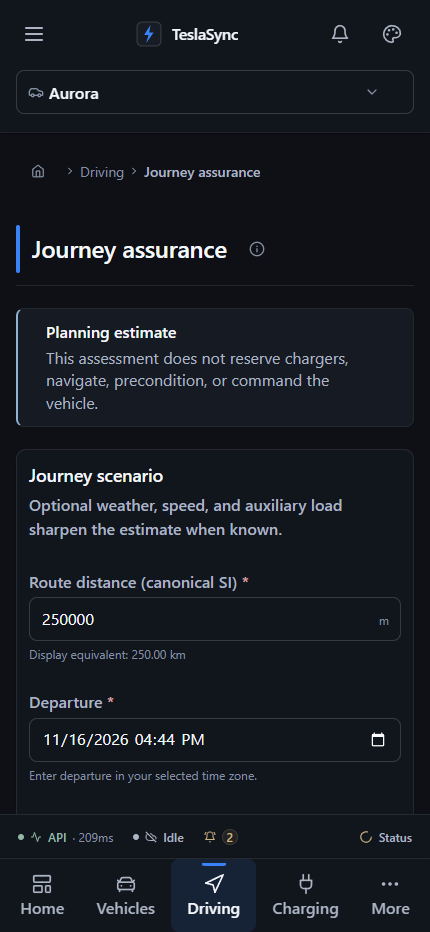 TeslaSync
Aurora
Driving
Journey assurance
Journey assurance
Planning estimate
This assessment does not reserve chargers,
navigate, precondition, or command the
vehicle.
Journey scenario
Optional weather, speed, and auxiliary load
sharpen the estimate when known.
Route distance (canonical SI) *
250000 m
Display equivalent: 250.00 km
Departure *
11/16/2026 04:44 PM
Enter departure in your selected time zone.
API · 209ms Idle 2 Status
Home Vehicles Driving Charging More